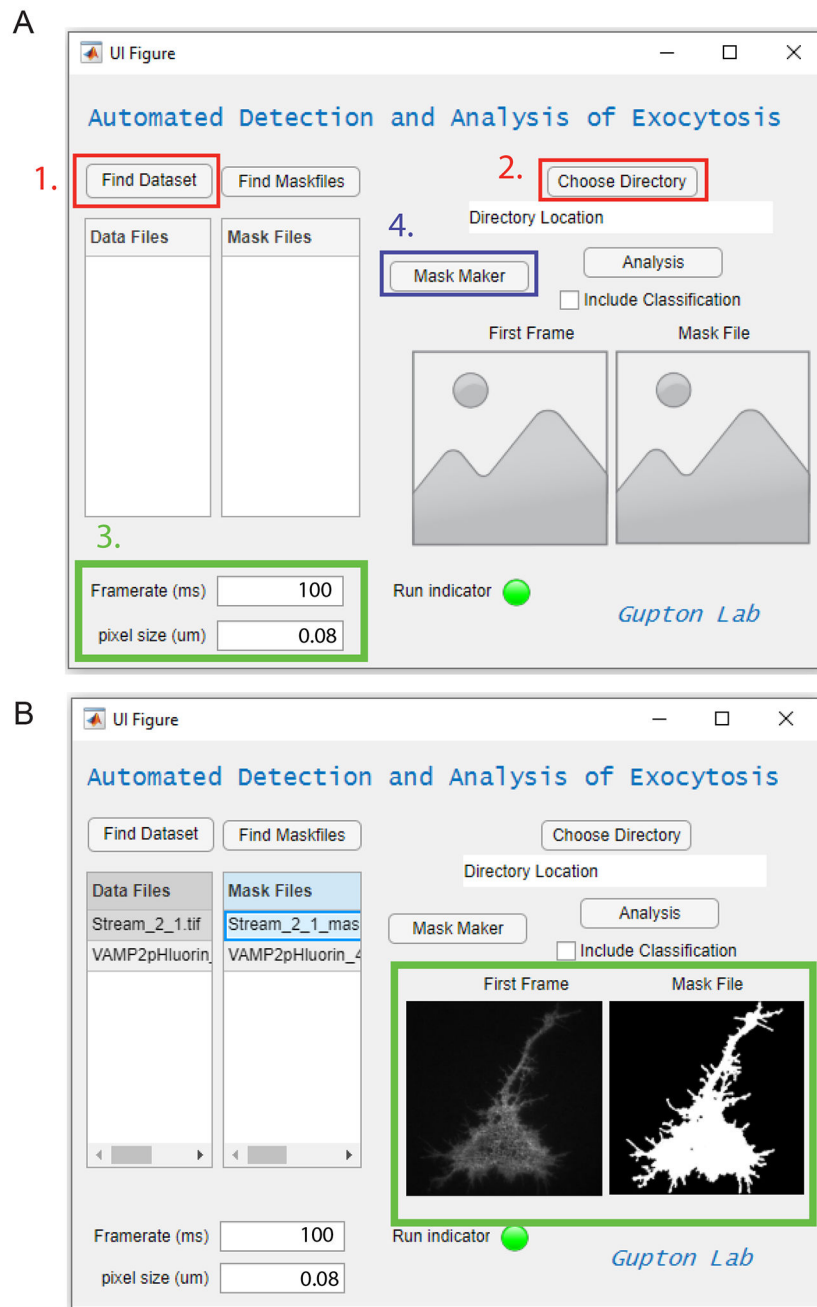 A
UI Figure
Automated Detection and Analysis of Exocytosis
1. Find Dataset Find Maskfiles 2. Choose Directory
Directory Location
Data Files Mask Files
4.
Mask Maker Analysis
Include Classification
First Frame Mask File
3.
Framerate (ms) 100 Run indicator
pixel size (um) 0.08
Gupton Lab
B
UI Figure
Automated Detection and Analysis of Exocytosis
Find Dataset Find Maskfiles Choose Directory
Directory Location
Data Files Mask Files
Stream_2_1.tif Stream_2_1_mas
Mask Maker Analysis
VAMP2pHluorin_ VAMP2pHluorin_4
Include Classification
First Frame Mask File
Framerate (ms) 100 Run indicator
pixel size (um) 0.08
Gupton Lab